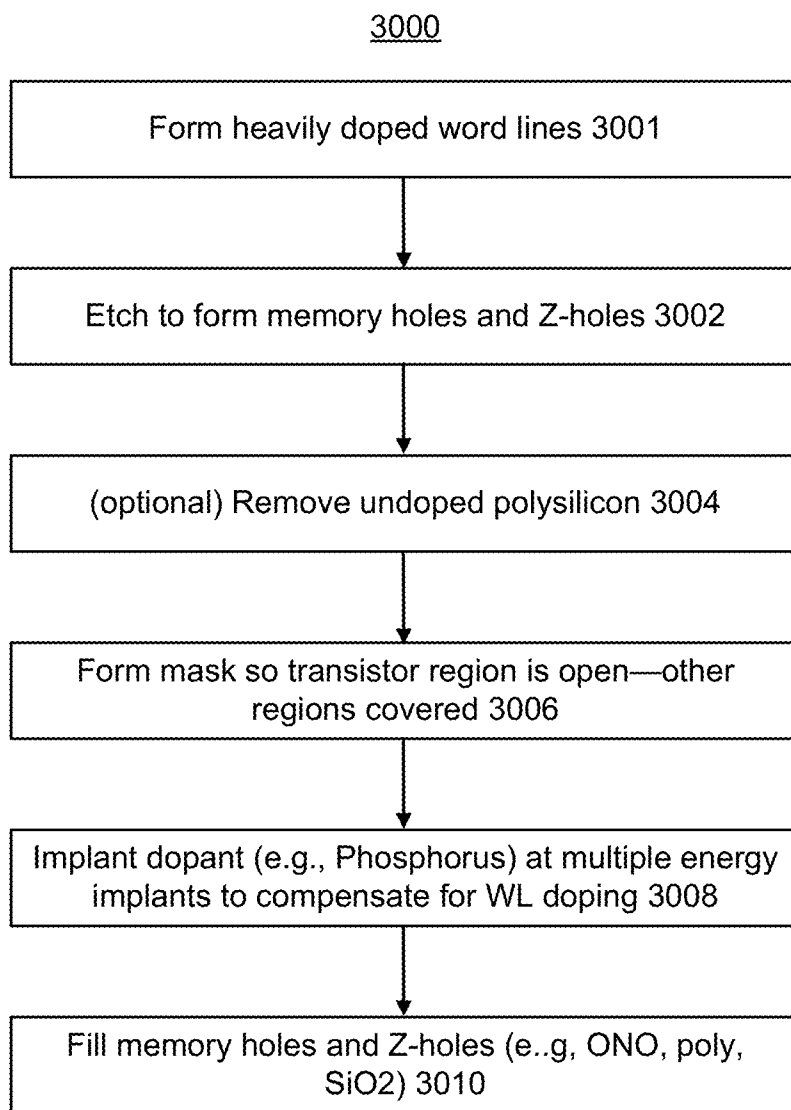 3000
Form heavily doped word lines 3001
Etch to form memory holes and Z-holes 3002
(optional) Remove undoped polysilicon 3004
Form mask so transistor region is open—other
regions covered 3006
Implant dopant (e.g., Phosphorus) at multiple energy
implants to compensate for WL doping 3008
Fill memory holes and Z-holes (e..g, ONO, poly,
SiO2) 3010